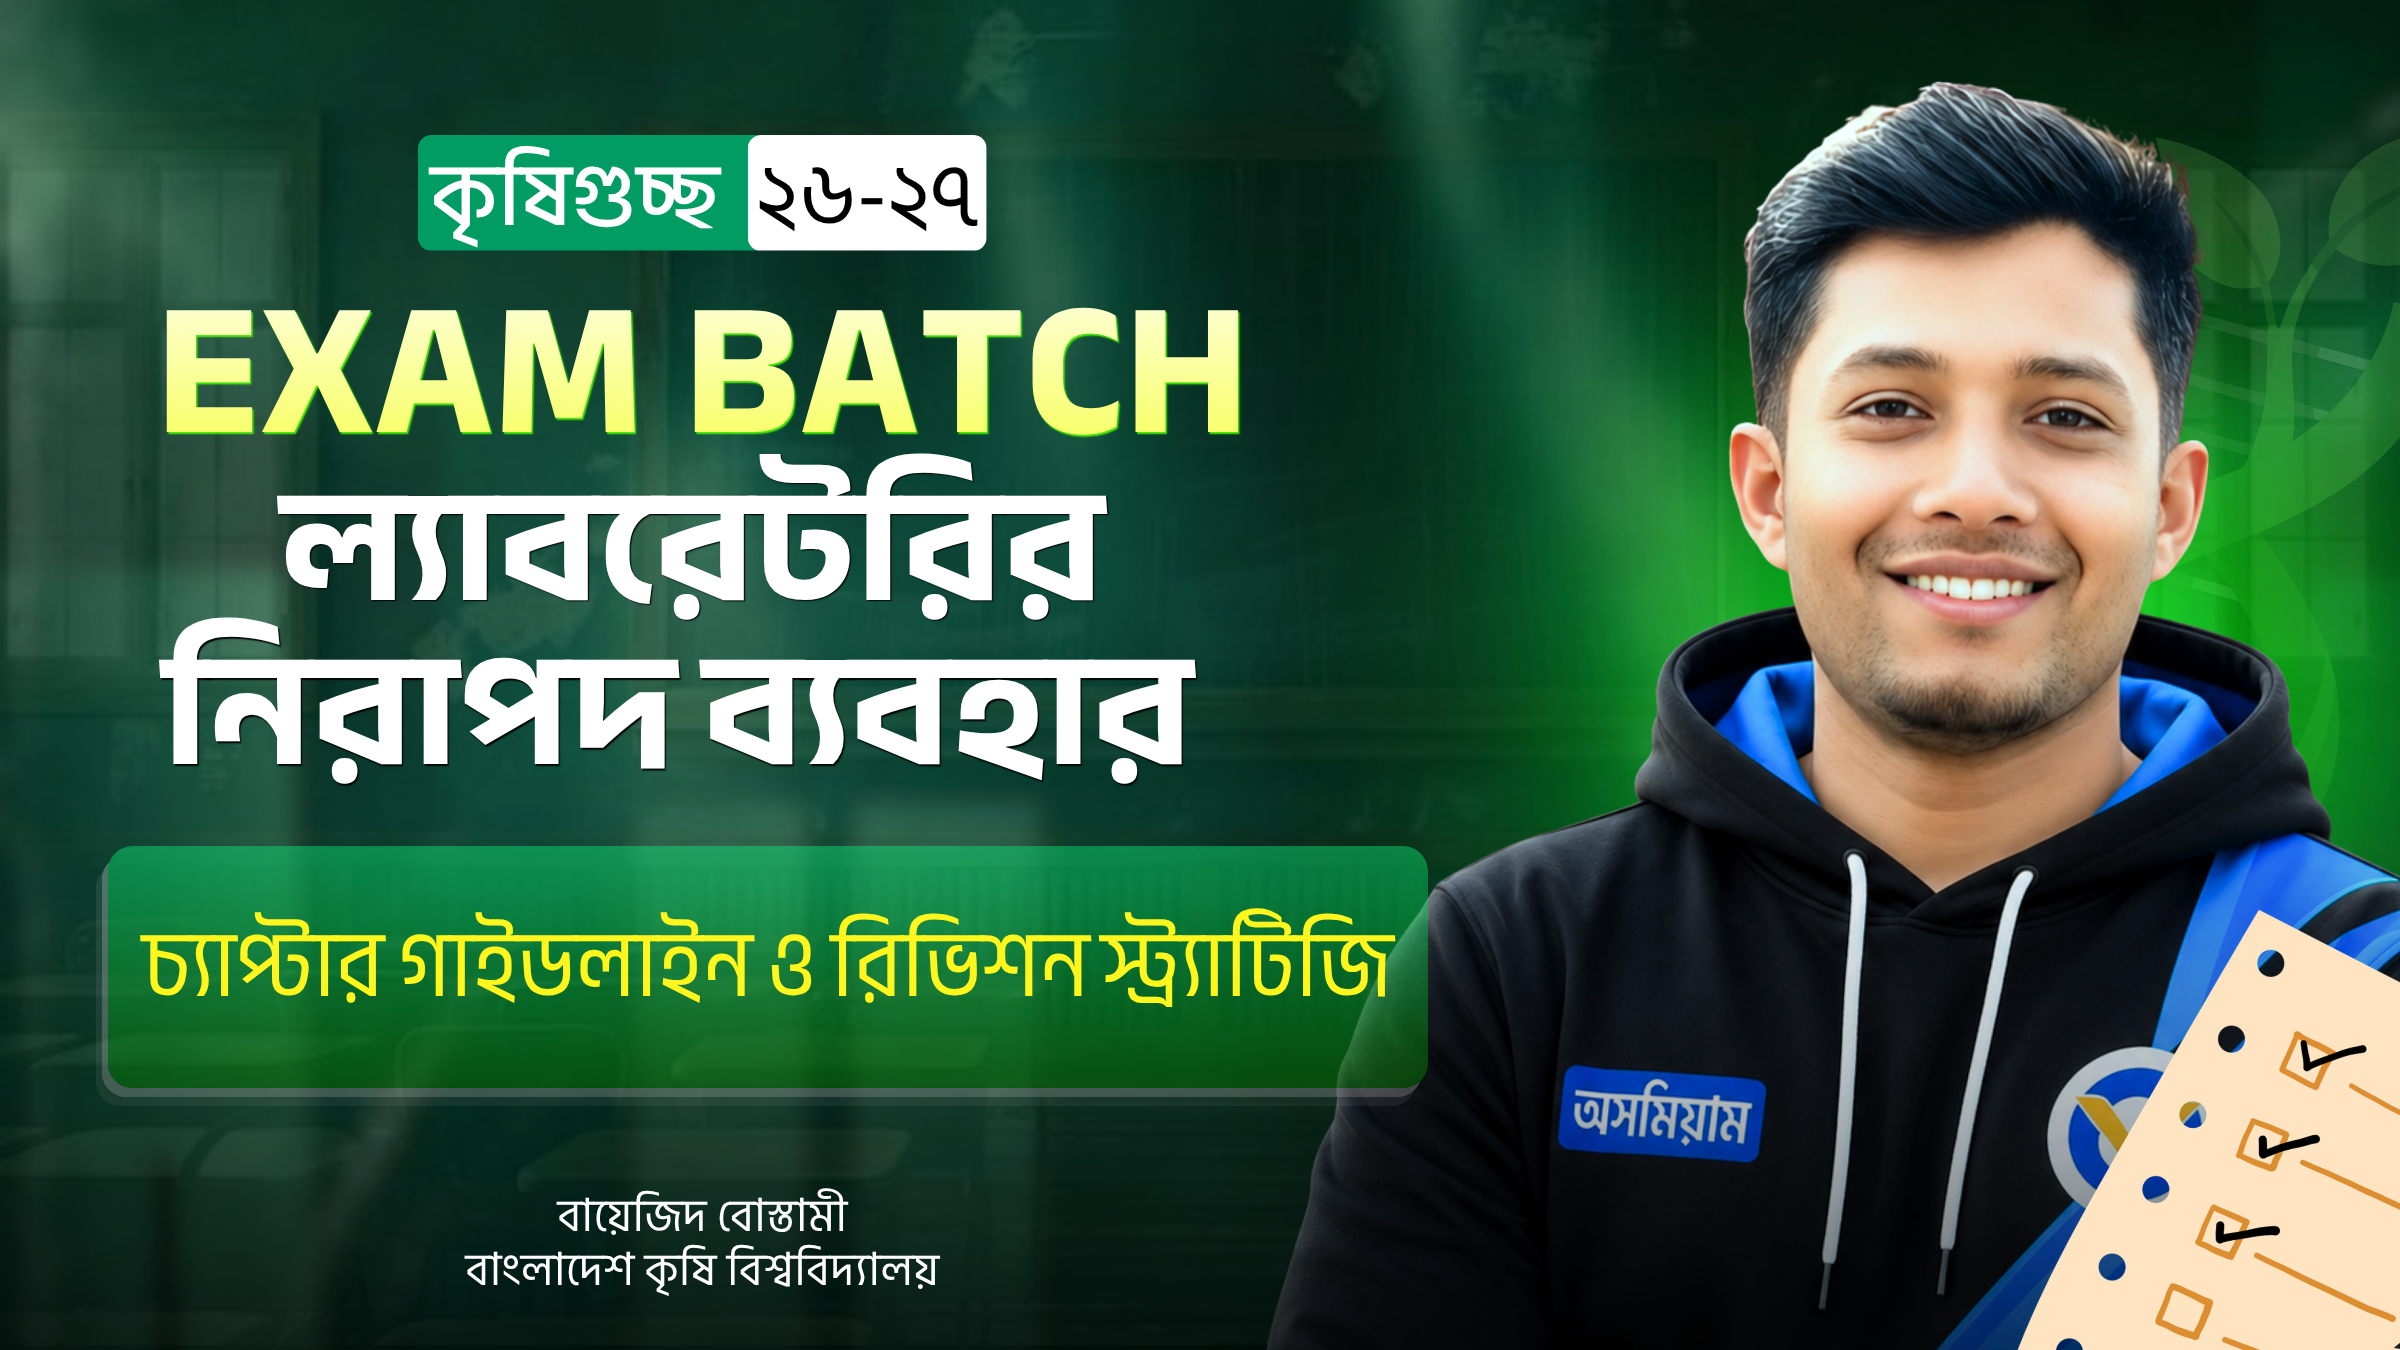 কৃষিগুচ্ছ ২৬-২৭
EXAM BATCH
ল্যাবরেটরির
নিরাপদ ব্যবহার
চ্যাপ্টার গাইডলাইন ও রিভিশন স্ট্র্যাটিজি
অসমিয়াম
বায়েজিদ বোস্তামী
বাংলাদেশ কৃষি বিশ্ববিদ্যালয়